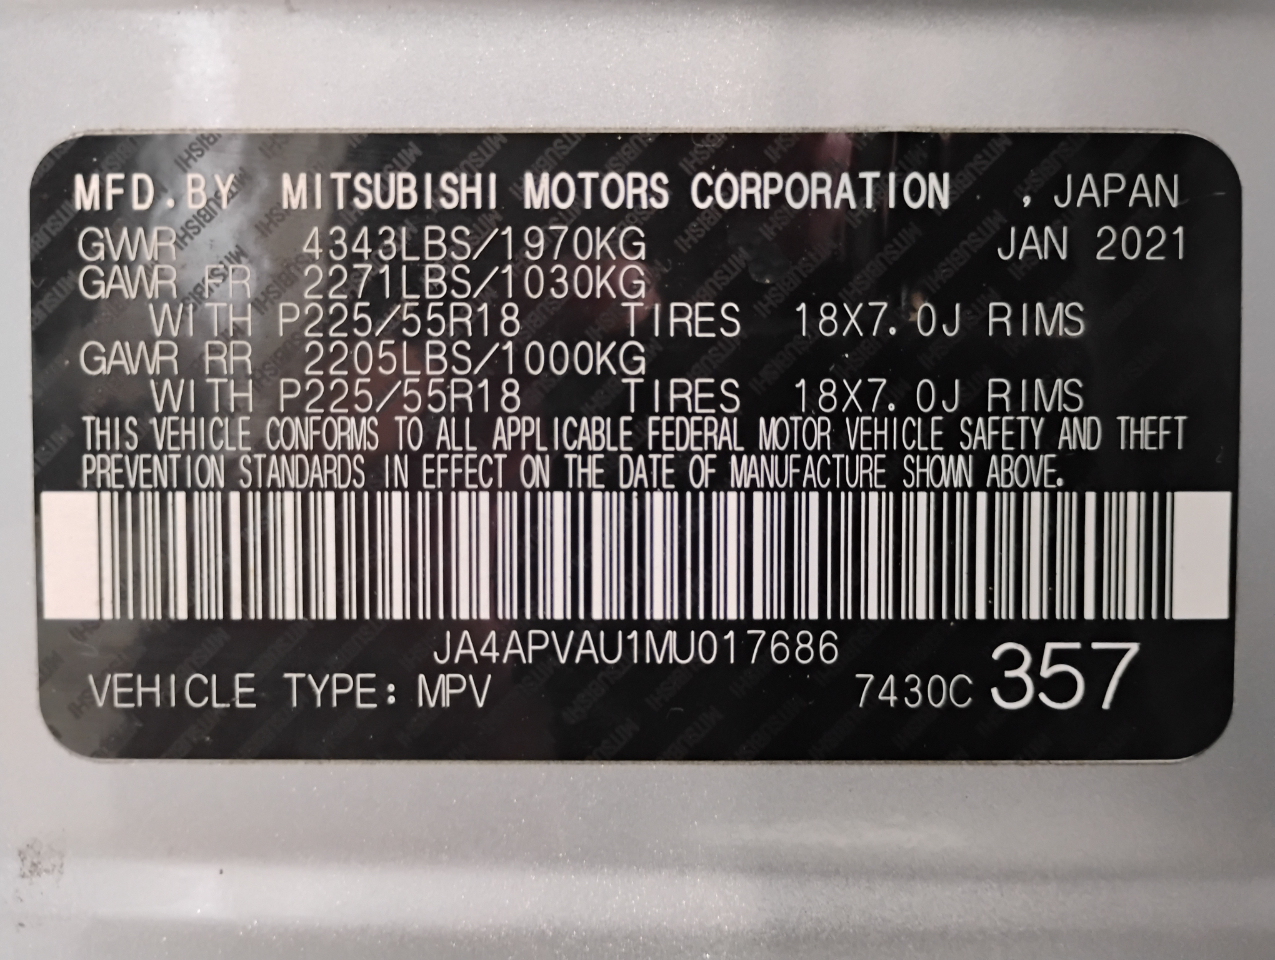 MFD.BY MITSUBISHI MOTORS CORPORATION , JAPAN
GVWR 4343LBS/1970KG JAN 2021
GAWR FR 2271LBS/1030KG
WITH P225/55R18 TIRES 18X7.0J RIMS
GAWR RR 2205LBS/1000KG
WITH P225/55R18 TIRES 18X7.0J RIMS
THIS VEHICLE CONFORMS TO ALL APPLICABLE FEDERAL MOTOR VEHICLE SAFETY AND THEFT
PREVENTION STANDARDS IN EFFECT ON THE DATE OF MANUFACTURE SHOWN ABOVE.
JA4APVAU1MU017686
VEHICLE TYPE: MPV 7430C 357